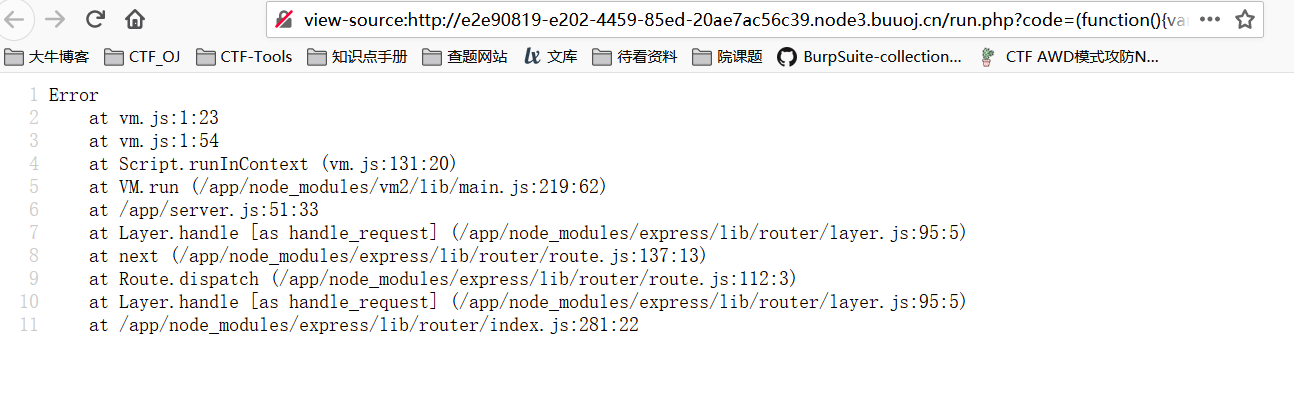 view-source:http://e2e90819-e202-4459-85ed-20ae7ac56c39.node3.buuoj.cn/run.php?code=(function(){va
大牛博客 CTF_OJ CTF-Tools 知识点手册 查题网站 lx 文库 待看资料 院课题 BurpSuite-collection... CTF AWD模式攻防N...
1 Error
2 at vm.js:1:23
3 at vm.js:1:54
4 at Script.runInContext (vm.js:131:20)
5 at VM.run (/app/node_modules/vm2/lib/main.js:219:62)
6 at /app/server.js:51:33
7 at Layer.handle [as handle_request] (/app/node_modules/express/lib/router/layer.js:95:5)
8 at next (/app/node_modules/express/lib/router/route.js:137:13)
9 at Route.dispatch (/app/node_modules/express/lib/router/route.js:112:3)
10 at Layer.handle [as handle_request] (/app/node_modules/express/lib/router/layer.js:95:5)
11 at /app/node_modules/express/lib/router/index.js:281:22